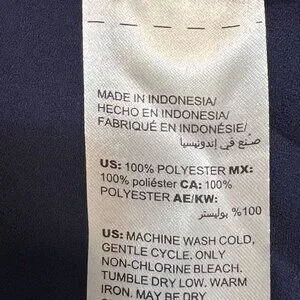 MADE IN INDONESIA/
HECHO EN INDONESIA/
FABRIQUÉ EN INDONÉSIE/
صنع في إندونيسيا
US: 100% POLYESTER MX:
100% poliéster CA: 100%
POLYESTER AE/KW:
100% بوليستر
US: MACHINE WASH COLD,
GENTLE CYCLE. ONLY
NON-CHLORINE BLEACH.
TUMBLE DRY LOW. WARM
IRON. MAY BE DRY